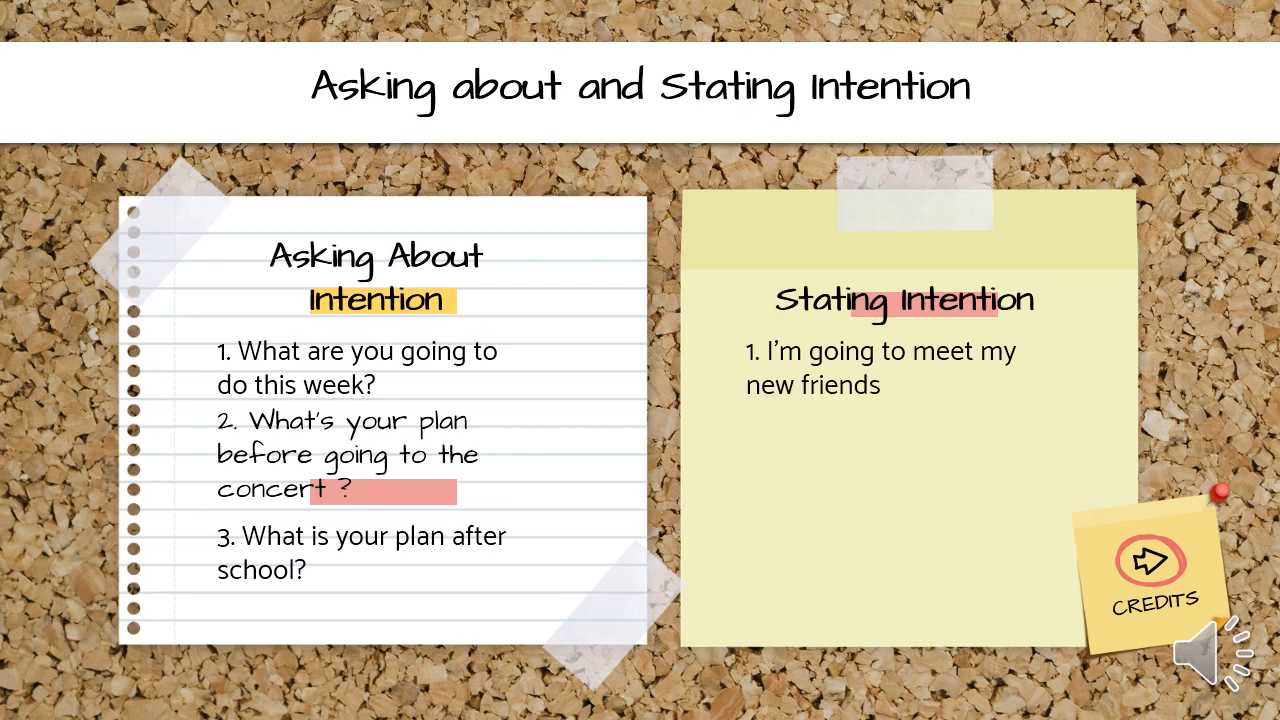 Asking about and Stating Intention
Asking About
Intention
1. What are you going to
do this week?
2. What's your plan
before going to the
concert ?
3. What is your plan after
school?
Stating Intention
1. I’m going to meet my
new friends
CREDITS